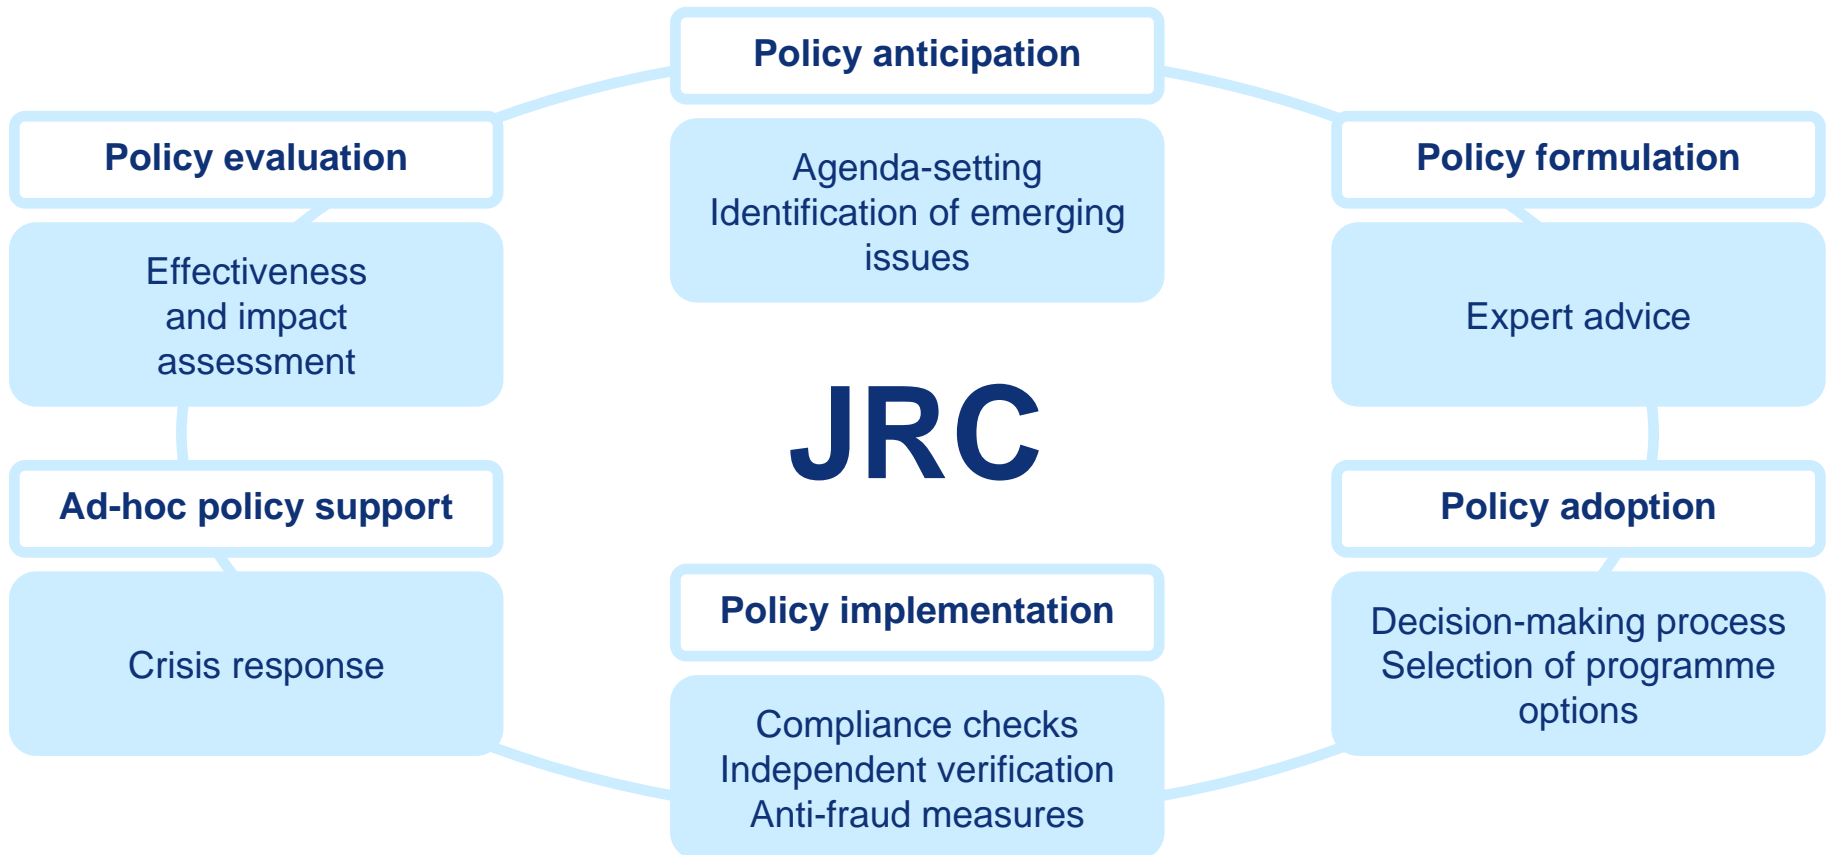 Policy anticipation
Agenda-setting
Identification of emerging
issues
Policy formulation
Expert advice
Policy adoption
Decision-making process
Selection of programme
options
Policy implementation
Compliance checks
Independent verification
Anti-fraud measures
Ad-hoc policy support
Crisis response
Policy evaluation
Effectiveness
and impact
assessment
JRC